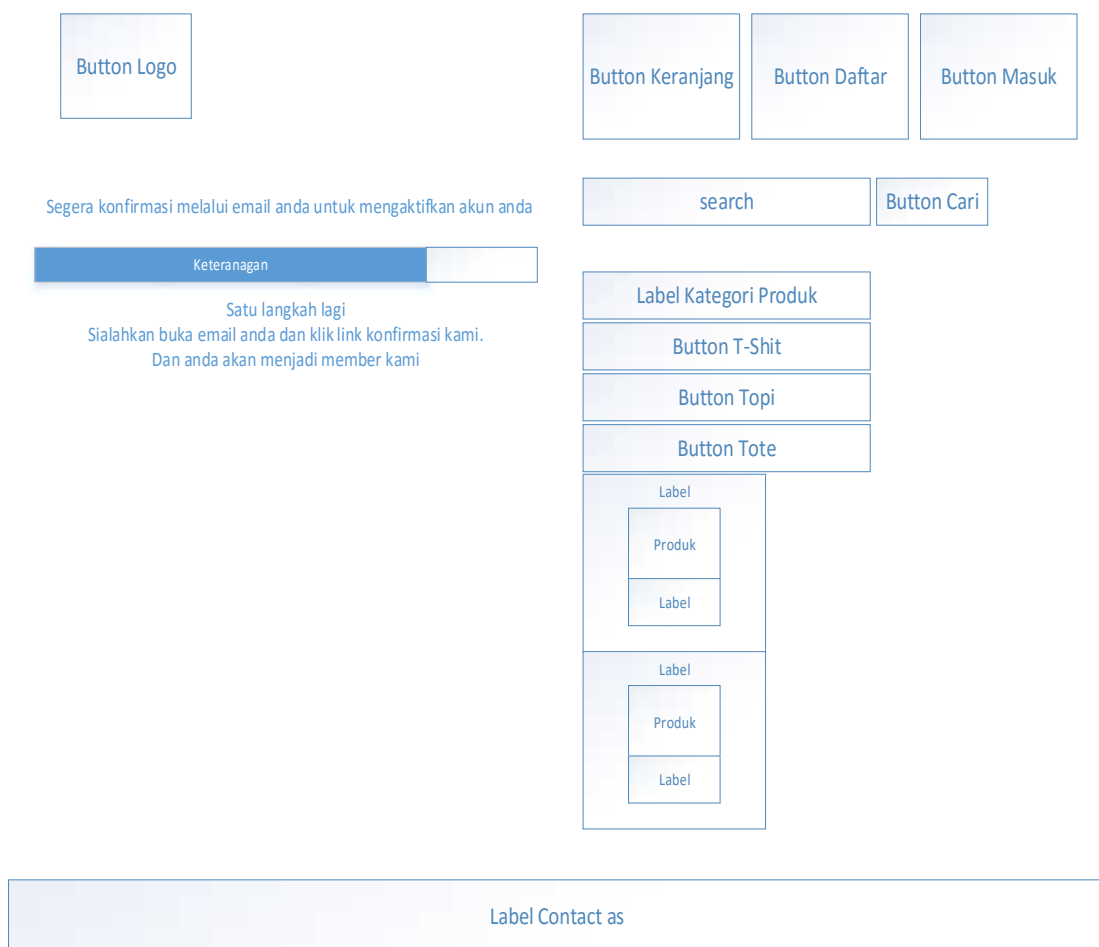 Button Logo
Button Keranjang
Button Daftar
Button Masuk
Segera konfirmasi melalui email anda untuk mengaktifkan akun anda
search
Button Cari
Keteranagan
Satu langkah lagi
Sialahkan buka email anda dan klik link konfirmasi kami.
Dan anda akan menjadi member kami
Label Kategori Produk
Button T-Shit
Button Topi
Button Tote
Label
Produk
Label
Label
Produk
Label
Label Contact as